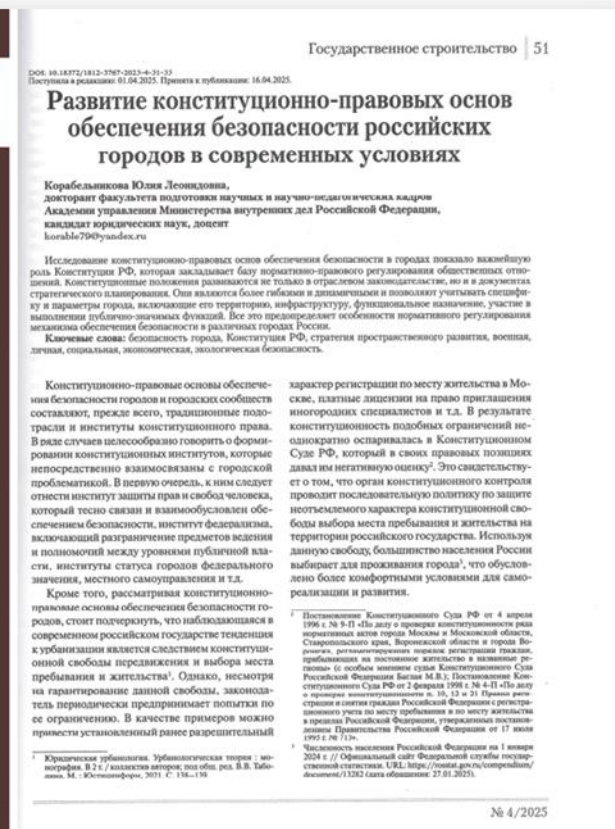 Государственное строительство 51
DOI: 10.18372/1812-3767-2025-4-51-55
Поступила в редакцию: 01.04.2025. Принята к публикации: 16.04.2025.
Развитие конституционно-правовых основ
обеспечения безопасности российских
городов в современных условиях
Корабельникова Юлия Леонидовна,
докторант факультета подготовки научных и научно-педагогических кадров
Академии управления Министерства внутренних дел Российской Федерации,
кандидат юридических наук, доцент
korable79@yandex.ru
Исследование конституционно-правовых основ обеспечения безопасности в городах показало важнейшую
роль Конституции РФ, которая закладывает базу нормативно-правового регулирования общественных отно-
шений. Конституционные положения развиваются не только в отраслевом законодательстве, но и в документах
стратегического планирования. Они являются более гибкими и динамичными и позволяют учитывать специфи-
ку и параметры города, включающие его территорию, инфраструктуру, функциональное назначение, участие в
выполнении публично-значимых функций. Все это предопределяет особенности нормативного регулирования
механизма обеспечения безопасности в различных городах России.
Ключевые слова: безопасность города, Конституция РФ, стратегия пространственного развития, военная,
личная, социальная, экономическая, экологическая безопасность.
Конституционно-правовые основы обеспече-
ния безопасности городов и городских сообществ
составляют, прежде всего, традиционные подо-
трасли и институты конституционного права.
В ряде случаев целесообразно говорить о форми-
ровании конституционных институтов, которые
непосредственно взаимосвязаны с городской
проблематикой. В первую очередь, к ним следует
отнести институт защиты прав и свобод человека,
который тесно связан и взаимообусловлен обе-
спечением безопасности, институт федерализма,
включающий разграничение предметов ведения
и полномочий между уровнями публичной вла-
сти, институты статуса городов федерального
значения, местного самоуправления и т.д.
Кроме того, рассматривая конституционно-
правовые основы обеспечения безопасности го-
родов, стоит подчеркнуть, что наблюдающаяся в
современном российском государстве тенденция
к урбанизации является следствием конституци-
онной свободы передвижения и выбора места
пребывания и жительства¹. Однако, несмотря
на гарантирование данной свободы, законода-
тель периодически предпринимает попытки по
ее ограничению. В качестве примеров можно
привести установленный ранее разрешительный
¹ Юридическая урбанология. Урбанологическая теория : мо-
нография. В 2 т. / коллектив авторов; под общ. ред. В.В. Табо-
лина. М. : Юстицинформ, 2021. С. 138–139.
характер регистрации по месту жительства в Мо-
скве, платные лицензии на право приглашения
иногородних специалистов и т.д. В результате
конституционность подобных ограничений не-
однократно оспаривалась в Конституционном
Суде РФ, который в своих правовых позициях
давал им негативную оценку². Это свидетельству-
ет о том, что орган конституционного контроля
проводит последовательную политику по защите
неотъемлемого характера конституционной сво-
боды выбора места пребывания и жительства на
территории российского государства. Используя
данную свободу, большинство населения России
выбирает для проживания города³, что обуслов-
лено более комфортными условиями для само-
реализации и развития.
² Постановление Конституционного Суда РФ от 4 апреля
1996 г. № 9-П «По делу о проверке конституционности ряда
нормативных актов города Москвы и Московской области,
Ставропольского края, Воронежской области и города Во-
ронежа, регламентирующих порядок регистрации граждан,
прибывающих на постоянное жительство в названные ре-
гионы» (с особым мнением судьи Конституционного Суда
Российской Федерации Баглая М.В.); Постановление Кон-
ституционного Суда РФ от 2 февраля 1998 г. № 4-П «По делу
о проверке конституционности п. 10, 12 и 21 Правил реги-
страции и снятия граждан Российской Федерации с регистра-
ционного учета по месту пребывания и по месту жительства
в пределах Российской Федерации, утвержденных постанов-
лением Правительства Российской Федерации от 17 июля
1995 г. № 713».
³ Численность населения Российской Федерации на 1 января
2024 г. // Официальный сайт Федеральной службы государ-
ственной статистики. URL: https://rosstat.gov.ru/compendium/
document/13282 (дата обращения: 27.01.2025).
№ 4/2025